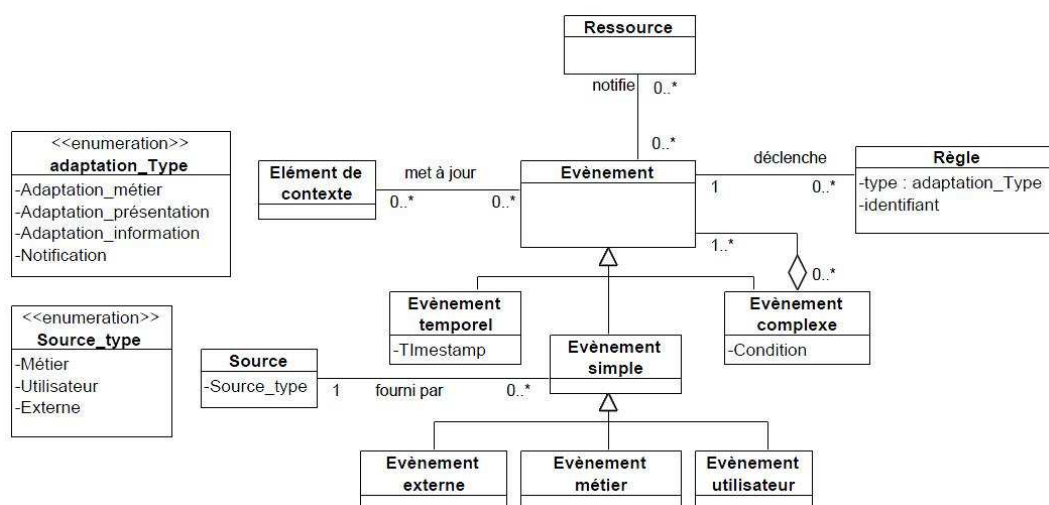 Ressource
notifie
0..*
0..*
<<enumeration>>
adaptation_Type
-Adaptation_métier
-Adaptation_présentation
-Adaptation_information
-Notification
Elément de
contexte
met à jour
0..*
0..*
Evènement
déclenche
1
0..*
Règle
-type : adaptation_Type
-identifiant
1..*
0..*
<<enumeration>>
Source_type
-Métier
-Utilisateur
-Externe
Evènement
temporel
-TImestamp
Evènement
complexe
-Condition
Source
-Source_type
1
fourni par
0..*
Evènement
simple
Evènement
externe
Evènement
métier
Evènement
utilisateur